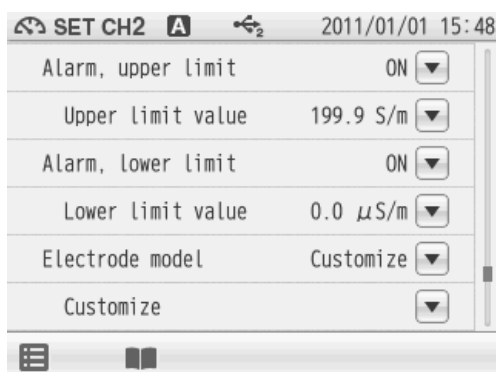 SET CH2 A 2 2011/01/01 15:48
Alarm, upper limit ON
Upper limit value 199.9 S/m
Alarm, lower limit ON
Lower limit value 0.0 μS/m
Electrode model Customize
Customize